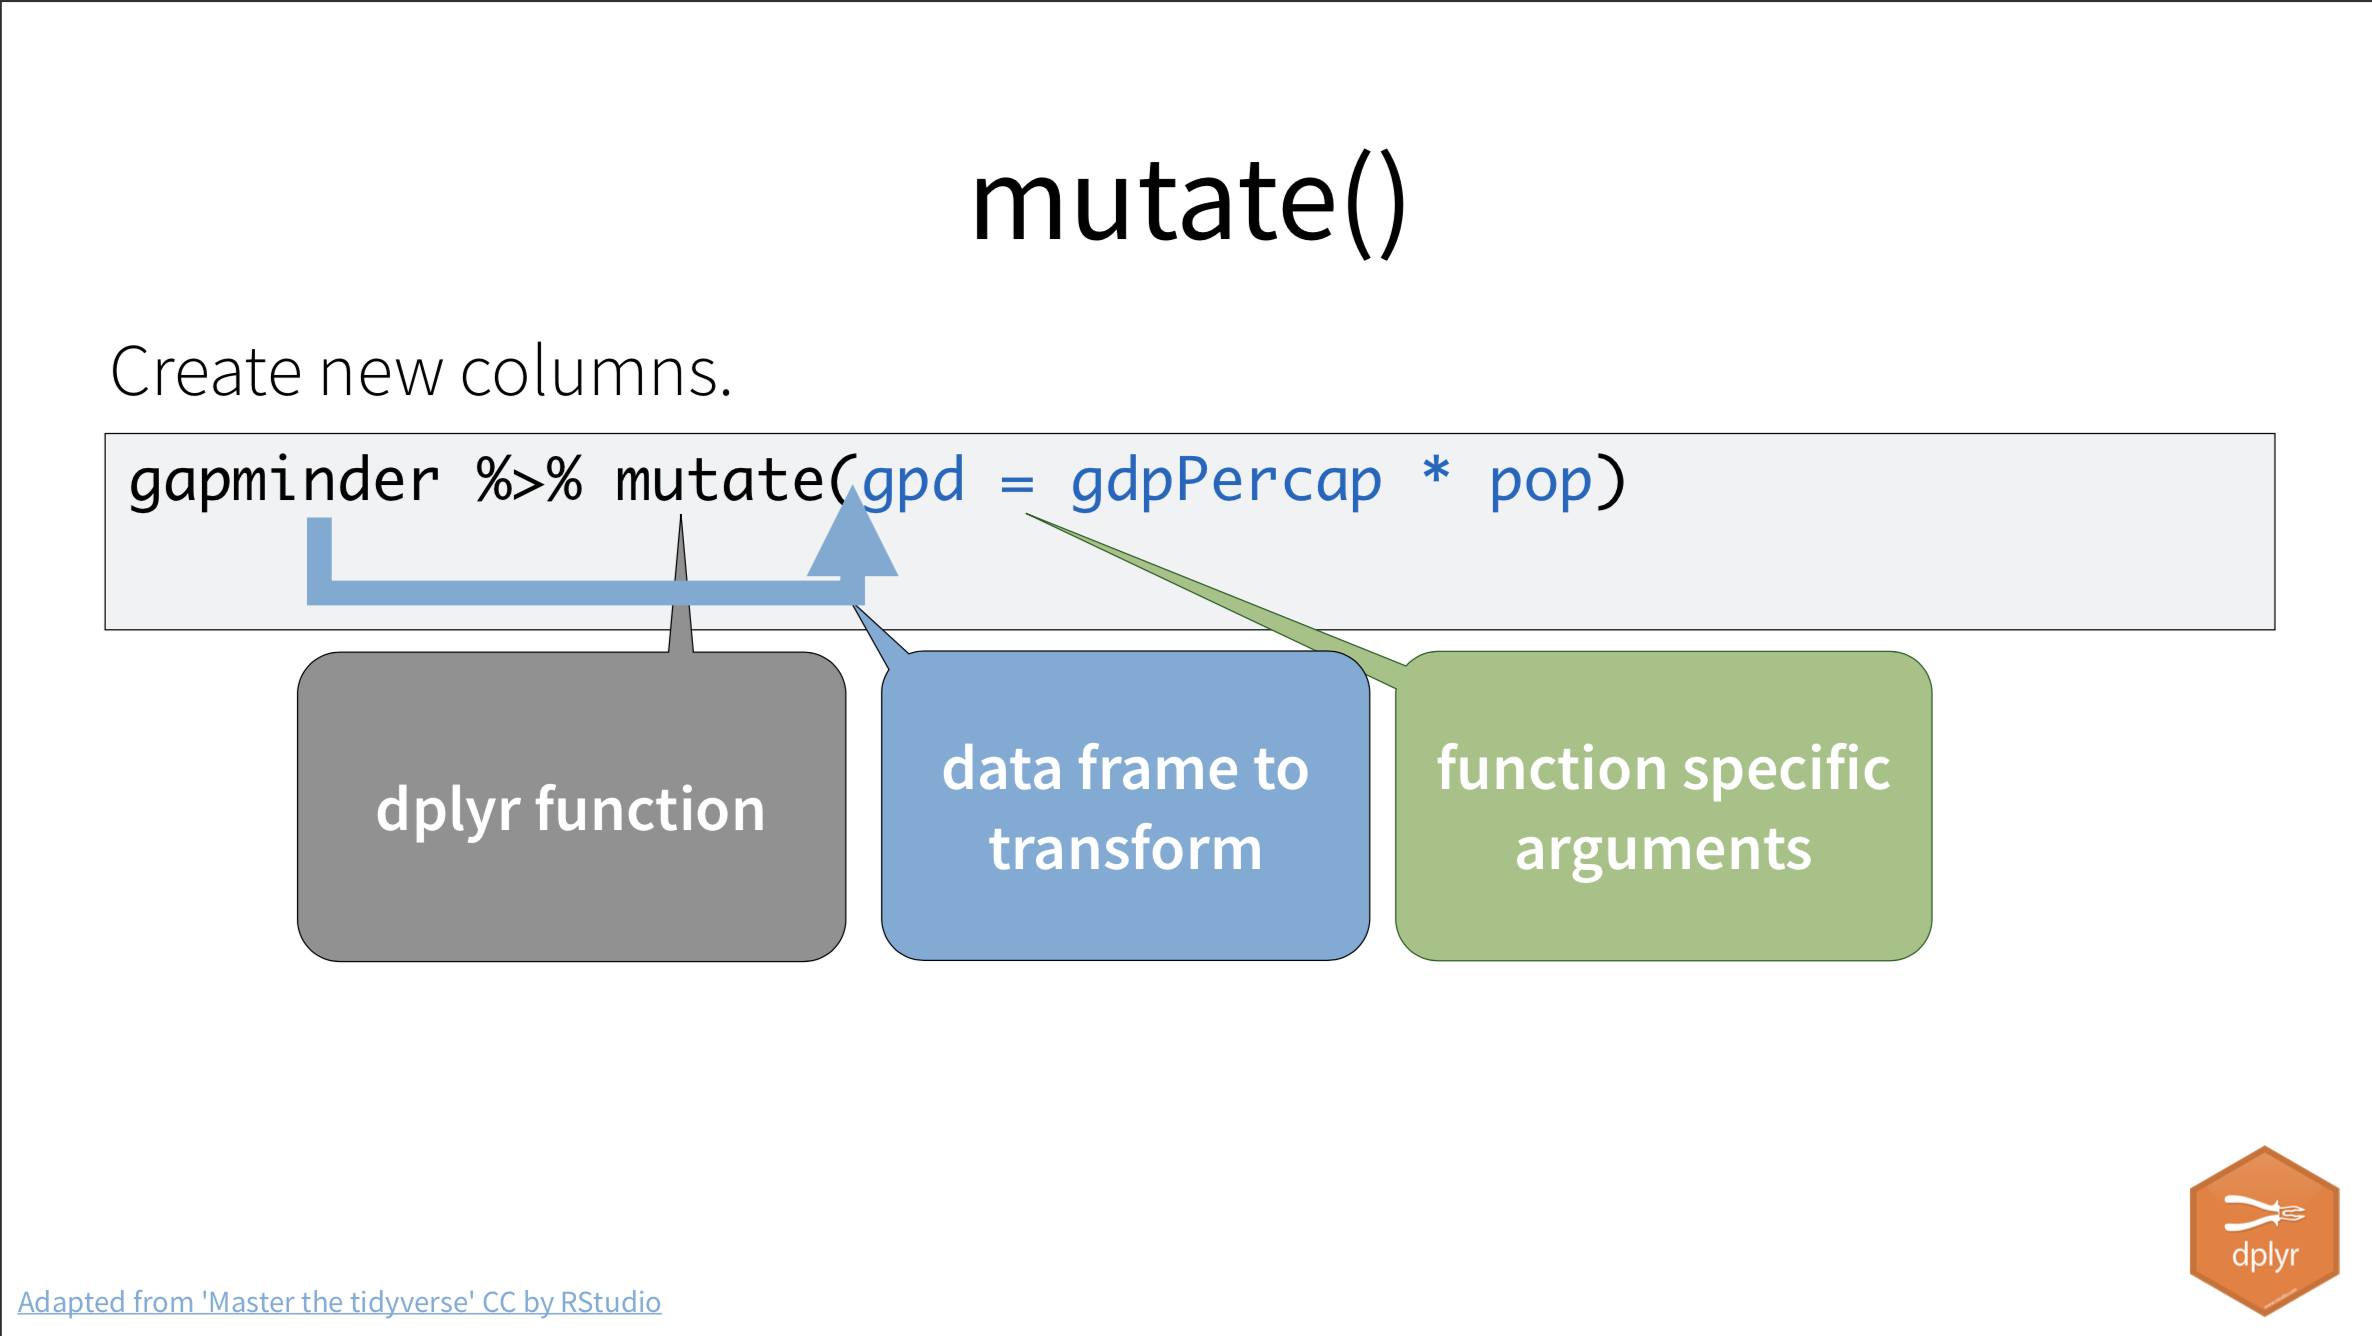 mutate()
Create new columns.
gapminder %>% mutate(gpd = gdpPercap * pop)
dplyr function
data frame to
transform
function specific
arguments
dplyr
Adapted from 'Master the tidyverse' CC by RStudio